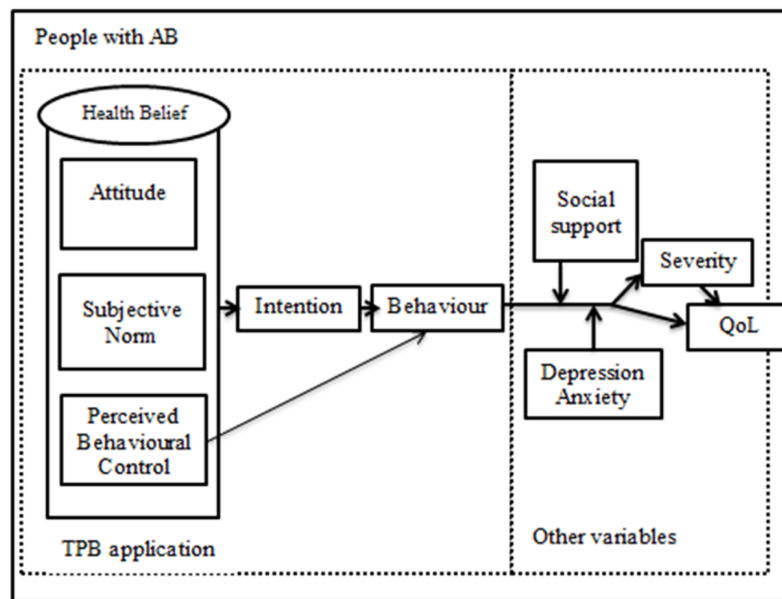 People with AB
Health Belief
Attitude
Subjective
Norm
Perceived
Behavioural
Control
TPB application
Intention
Behaviour
Social
support
Severity
QoL
Depression
Anxiety
Other variables